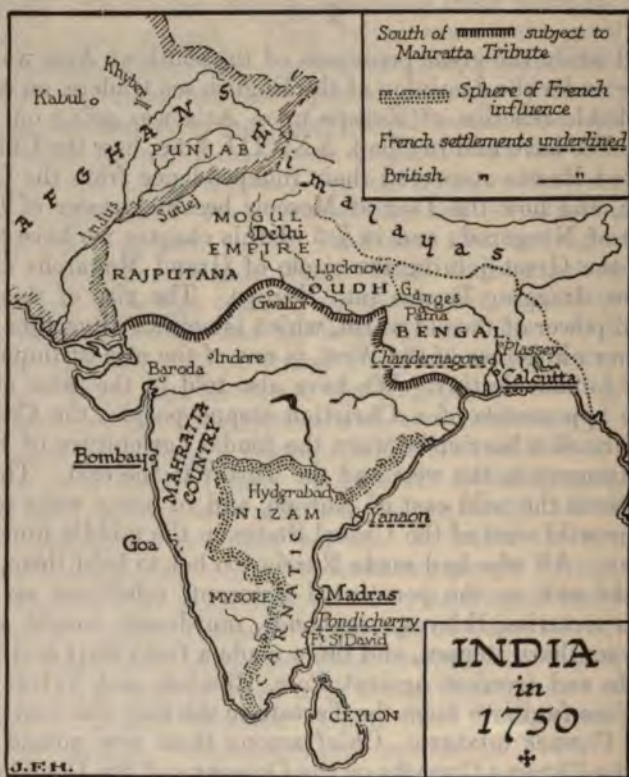 South of subject to
Mahratta Tribute
Sphere of French
influence
French settlements underlined
British " "
Khyber
Kabul
AFGHANS
PUNJAB
Himalayas
Indus
Sutlej
MOGUL
Delhi
EMPIRE
RAJPUTANA
Lucknow
OUDH
Ganges
Patna
Gwalior
BENGAL
Plassey
Chandernagore
Indore
Calcutta
Baroda
MAHRATTA
COUNTRY
Bombay
Hyderabad
NIZAM
Yanaon
Goa
CARNATIC
MYSORE
Madras
Pondicherry
Ft St David
INDIA
in
1750
CEYLON
J.F.H.